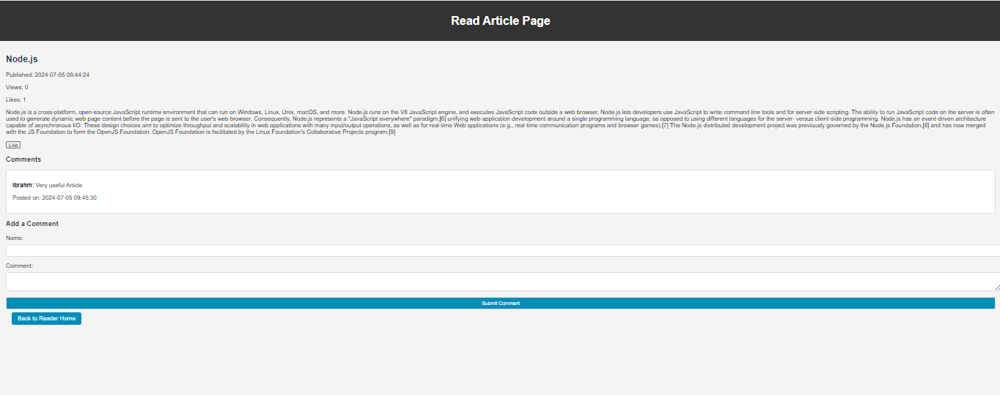 Read Article Page
Node.js
Published: 2024-07-05 09:44:24
Views: 0
Likes: 1
Node.js is a cross-platform, open-source JavaScript runtime environment that can run on Windows, Linux, Unix, macOS, and more. Node.js runs on the V8 JavaScript engine, and executes JavaScript code outside a web browser. Node.js lets developers use JavaScript to write command line tools and for server-side scripting. The ability to run JavaScript code on the server is often
used to generate dynamic web page content before the page is sent to the user's web browser. Consequently, Node.js represents a "JavaScript everywhere" paradigm,[6] unifying web-application development around a single programming language, as opposed to using different languages for the server- versus client-side programming. Node.js has an event-driven architecture
capable of asynchronous I/O. These design choices aim to optimize throughput and scalability in web applications with many input/output operations, as well as for real-time Web applications (e.g., real-time communication programs and browser games).[7] The Node.js distributed development project was previously governed by the Node.js Foundation,[8] and has now merged
with the JS Foundation to form the OpenJS Foundation. OpenJS Foundation is facilitated by the Linux Foundation's Collaborative Projects program.[9]
Like
Comments
Ibrahm: Very useful Article
Posted on: 2024-07-05 09:45:30
Add a Comment
Name:
Comment:
Submit Comment
Back to Reader Home